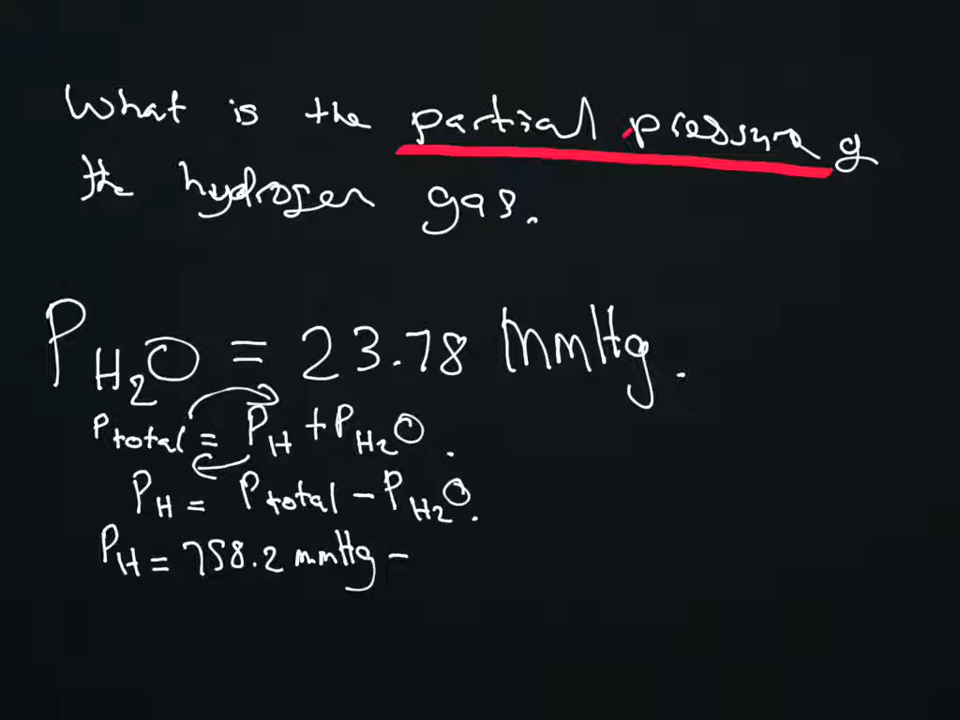 What is the partial pressure of
the hydrogen gas.
PH₂O = 23.78 mmHg.
Ptotal = PH + PH₂O.
PH = Ptotal - PH₂O.
PH = 758.2 mmHg -